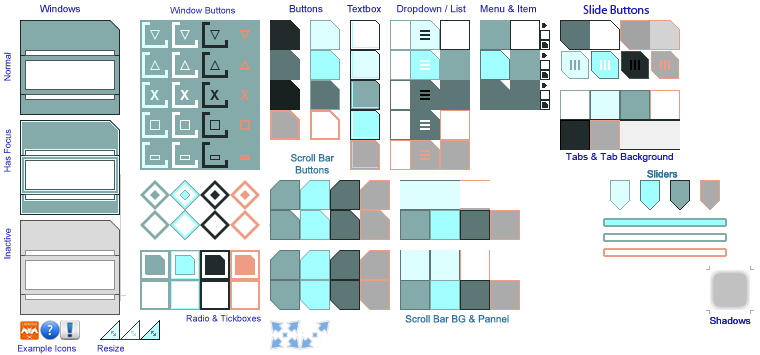 Windows
Window Buttons
Buttons
Textbox
Dropdown / List
Menu & Item
Slide Buttons
Normal
Has Focus
Inactive
X X X X
Scroll Bar
Buttons
Tabs & Tab Background
Sliders
Radio & Tickboxes
Scroll Bar BG & Pannel
Shadows
Example Icons
Resize